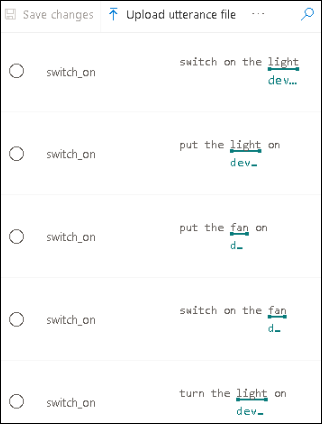 Save changes Upload utterance file ...
switch_on switch on the light
dev...
switch_on put the light on
dev...
switch_on put the fan on
d...
switch_on switch on the fan
d...
switch_on turn the light on
dev...